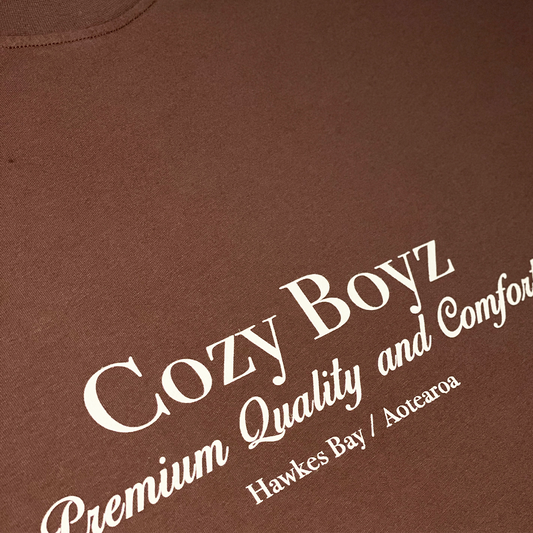 Cozy Boyz
Premium Quality and Comfort
Hawkes Bay / Aotearoa